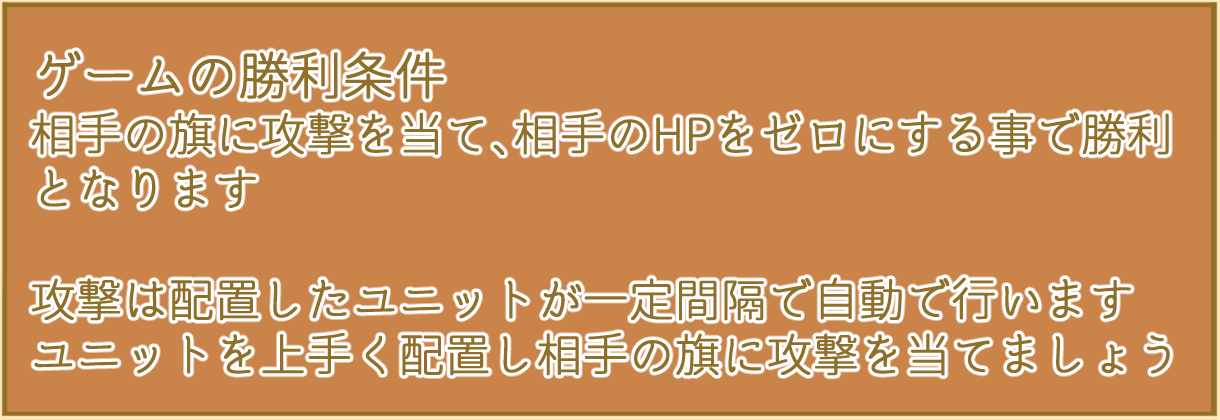 ゲームの勝利条件
相手の旗に攻撃を当て、相手のHPをゼロにする事で勝利
となります
攻撃は配置したユニットが一定間隔で自動で行います
ユニットを上手く配置し相手の旗に攻撃を当てましょう